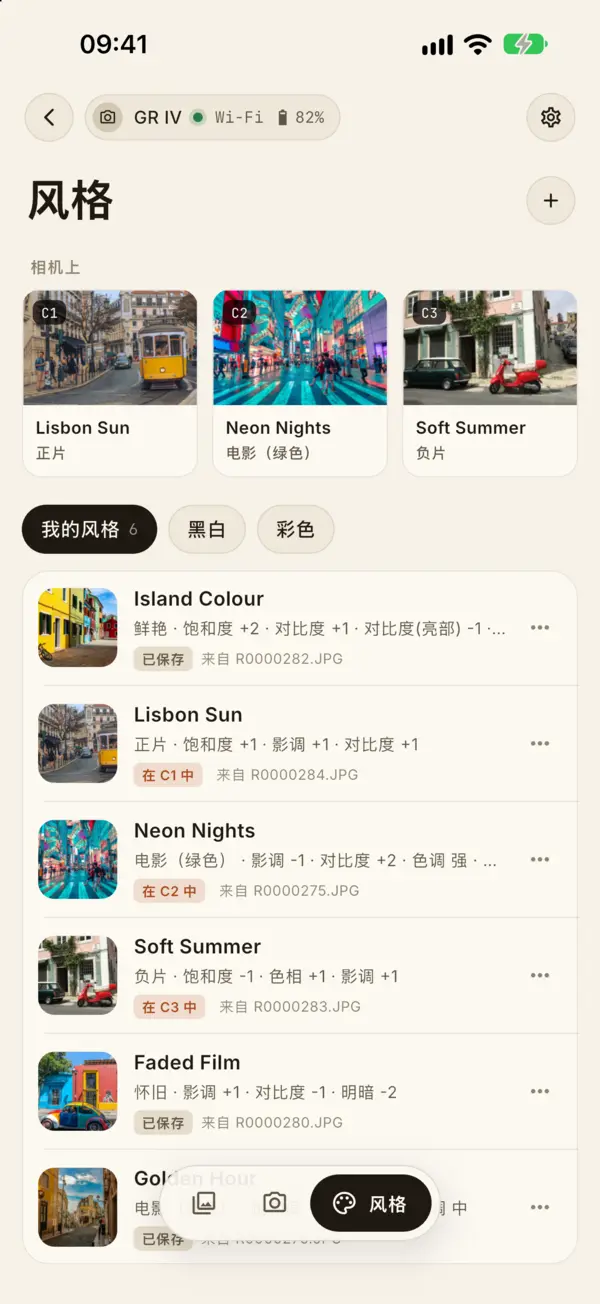 09:41
GR IV Wi-Fi 82%
风格
相机上
C1
C2
C3
Lisbon Sun
正片
Neon Nights
电影（绿色）
Soft Summer
负片
我的风格 6
黑白
彩色
Island Colour
鲜艳 · 饱和度 +2 · 对比度 +1 · 对比度(亮部) -1 ·...
已保存 来自 R0000282.JPG
Lisbon Sun
正片 · 饱和度 +1 · 影调 +1 · 对比度 +1
在 C1 中 来自 R0000284.JPG
Neon Nights
电影（绿色） · 影调 -1 · 对比度 +2 · 色调 强 · ...
在 C2 中 来自 R0000275.JPG
Soft Summer
负片 · 饱和度 -1 · 色相 +1 · 影调 +1
在 C3 中 来自 R0000283.JPG
Faded Film
怀旧 · 影调 +1 · 对比度 -1 · 明暗 -2
已保存 来自 R0000280.JPG
Golden Hour
电影 中
已保存
风格